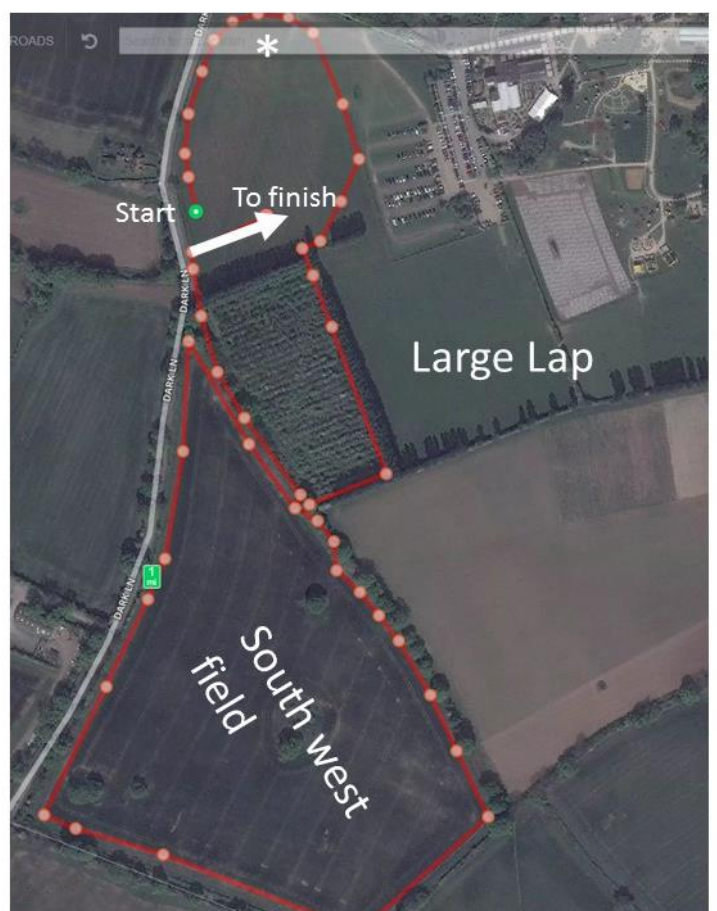 ROADS
*
Start
To finish
DARK LN
DARK LN
Large Lap
1
mi
DARK LN
South west
field